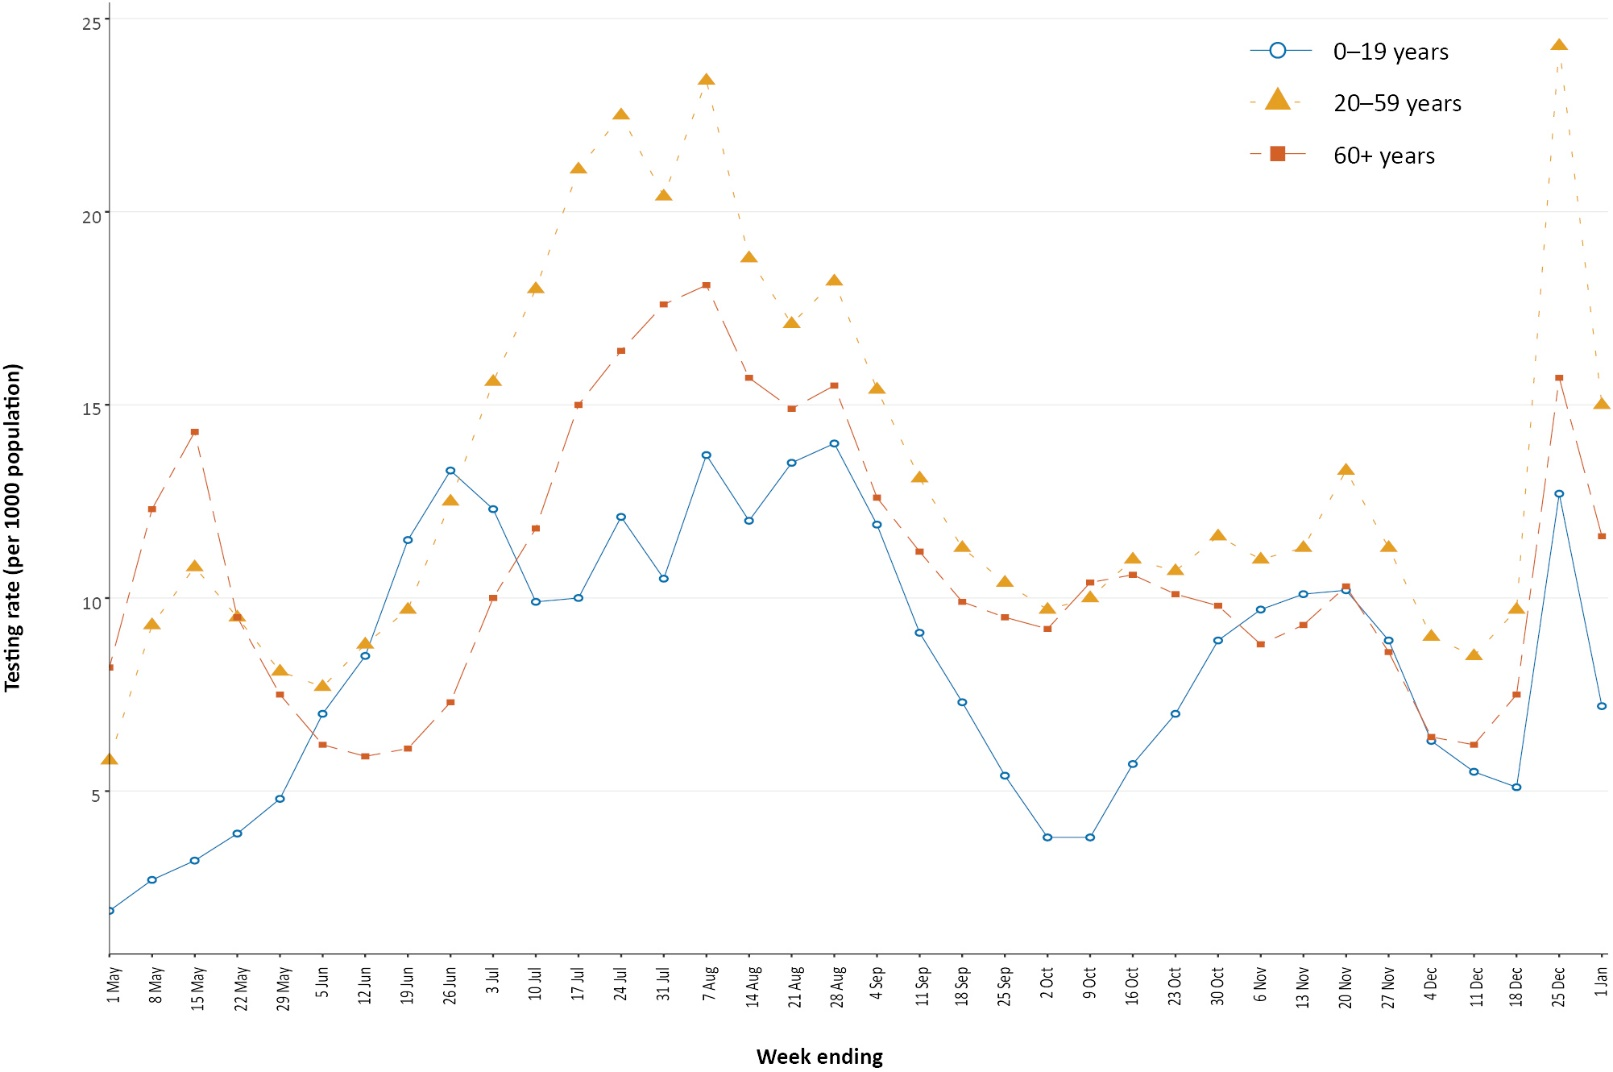 25
20
15
10
5
Testing rate (per 1000 population)
0–19 years
20–59 years
60+ years
1 May
8 May
15 May
22 May
29 May
5 Jun
12 Jun
19 Jun
26 Jun
3 Jul
10 Jul
17 Jul
24 Jul
31 Jul
7 Aug
14 Aug
21 Aug
28 Aug
4 Sep
11 Sep
18 Sep
25 Sep
2 Oct
9 Oct
16 Oct
23 Oct
30 Oct
6 Nov
13 Nov
20 Nov
27 Nov
4 Dec
11 Dec
18 Dec
25 Dec
1 Jan
Week ending